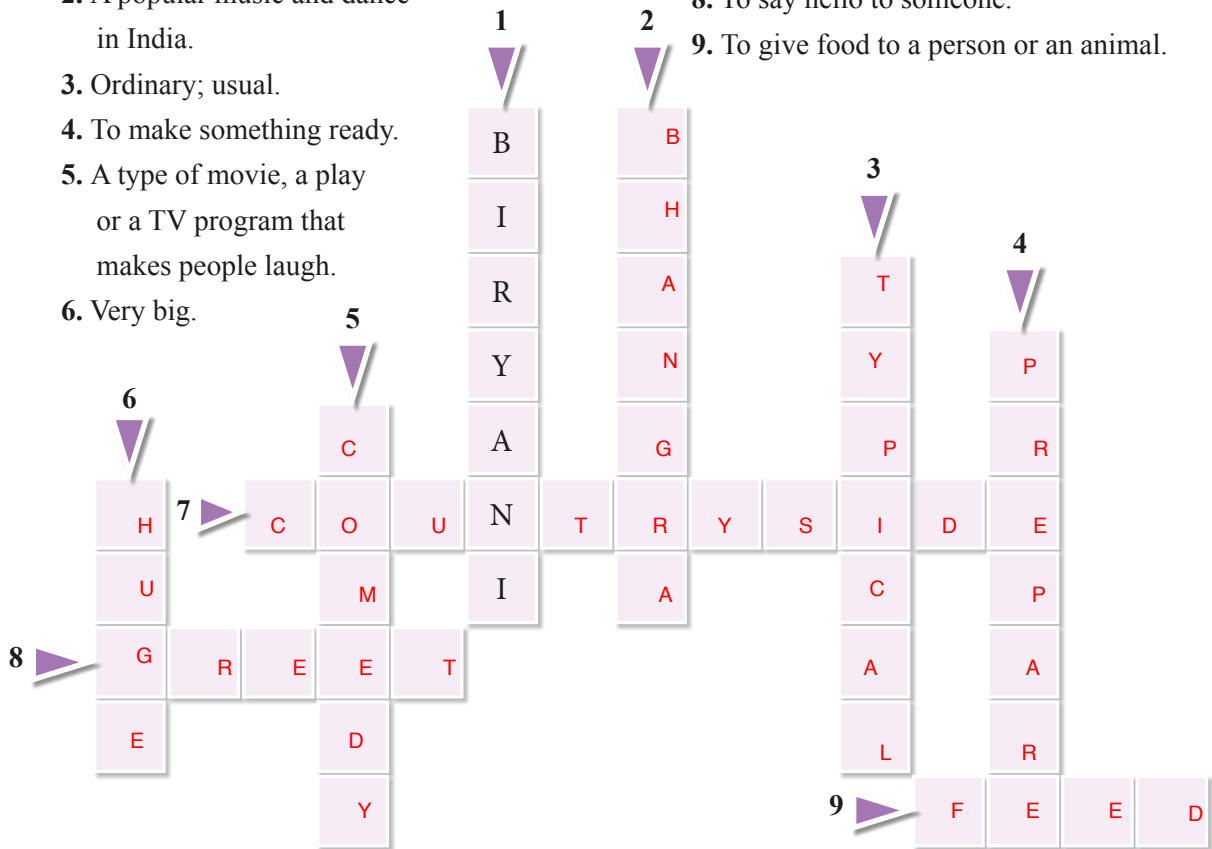 2. A popular music and dance
in India.
3. Ordinary; usual.
4. To make something ready.
5. A type of movie, a play
or a TV program that
makes people laugh.
6. Very big.
8. To say hello to someone.
9. To give food to a person or an animal.
1 2
B B
3
I H
4
R A T
5
Y N Y P
6
C A G P R
H 7 C O U N T R Y S I D E
U M I A C P
8 G R E E T A A
E D L R
Y 9 F E E D